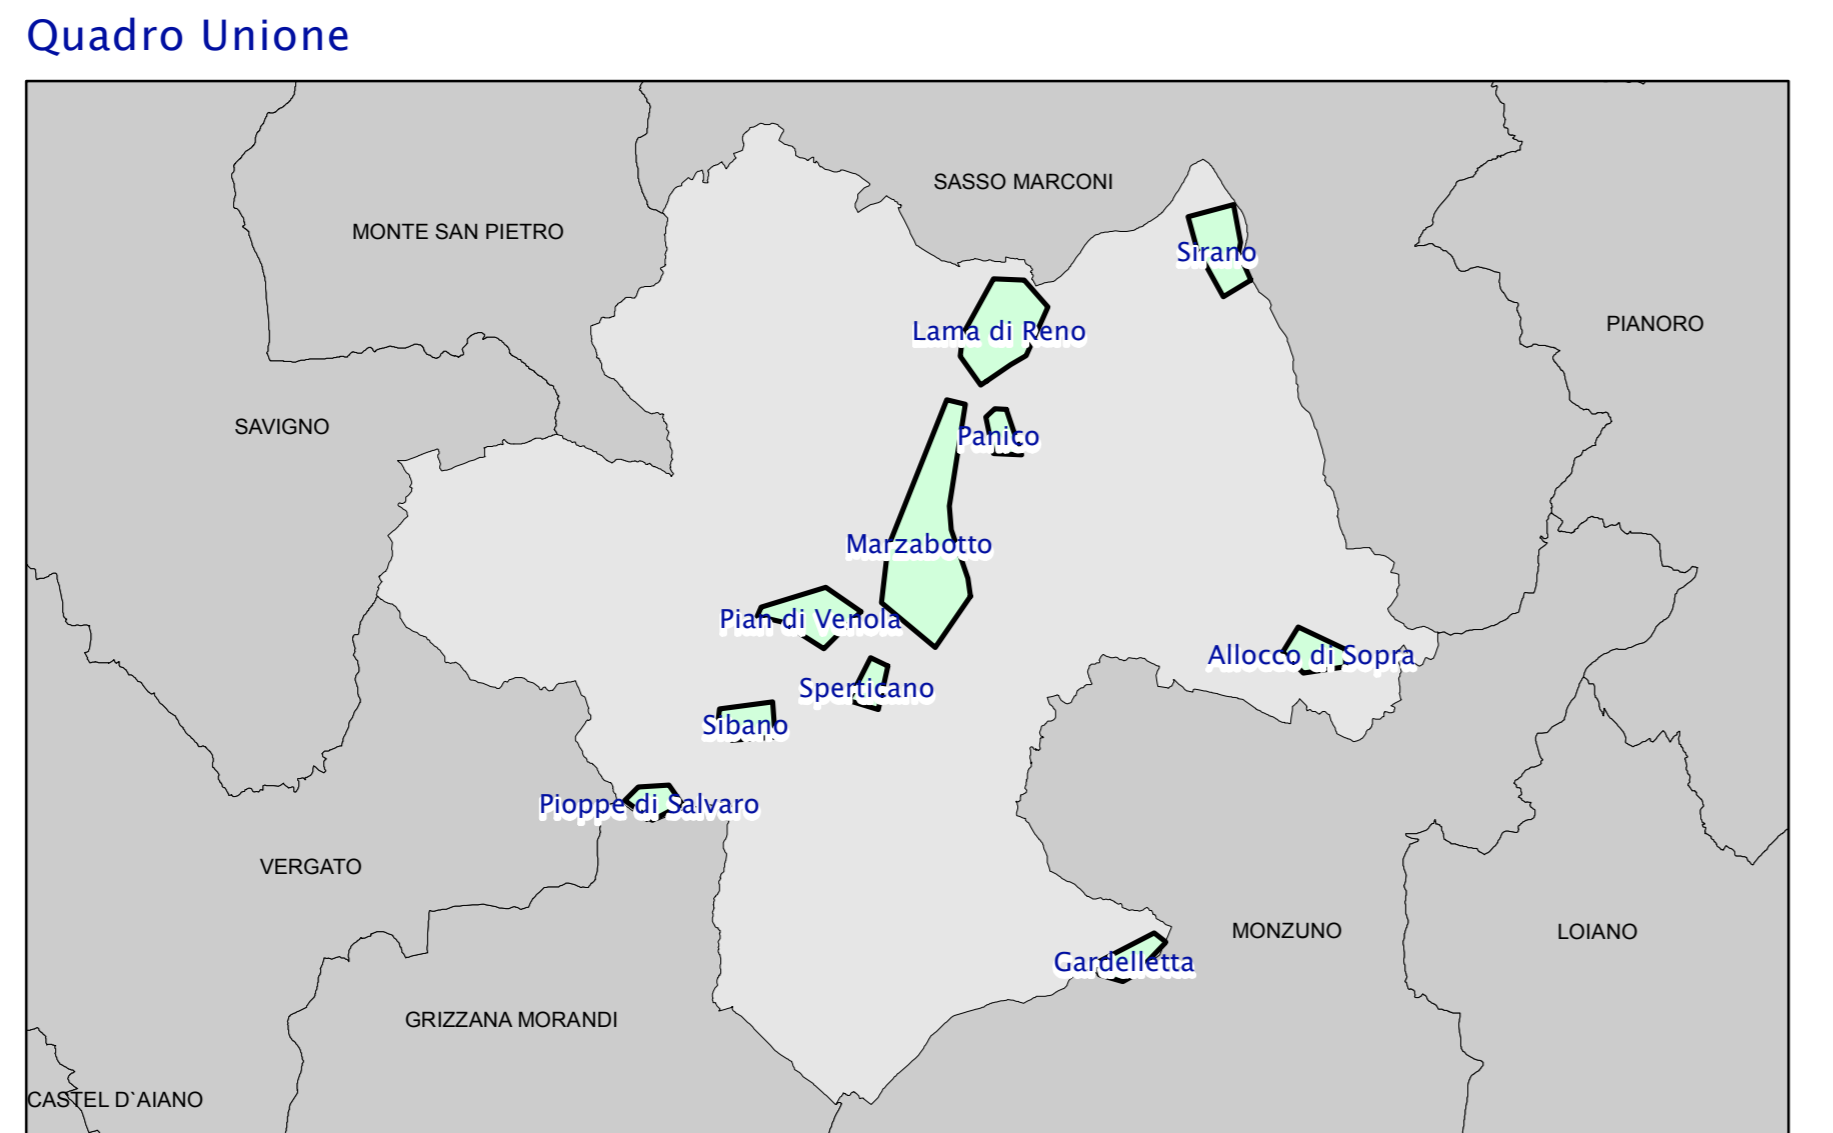 Quadro Unione
SASSO MARCONI
MONTE SAN PIETRO
Sirano
PIANORO
Lama di Reno
SAVIGNO
Panico
Marzabotto
Pian di Venola
Allocco di Sopra
Sperticano
Sibano
Pioppe di Salvaro
VERGATO
MONZUNO
LOIANO
Gardelletta
GRIZZANA MORANDI
CASTEL D`AIANO